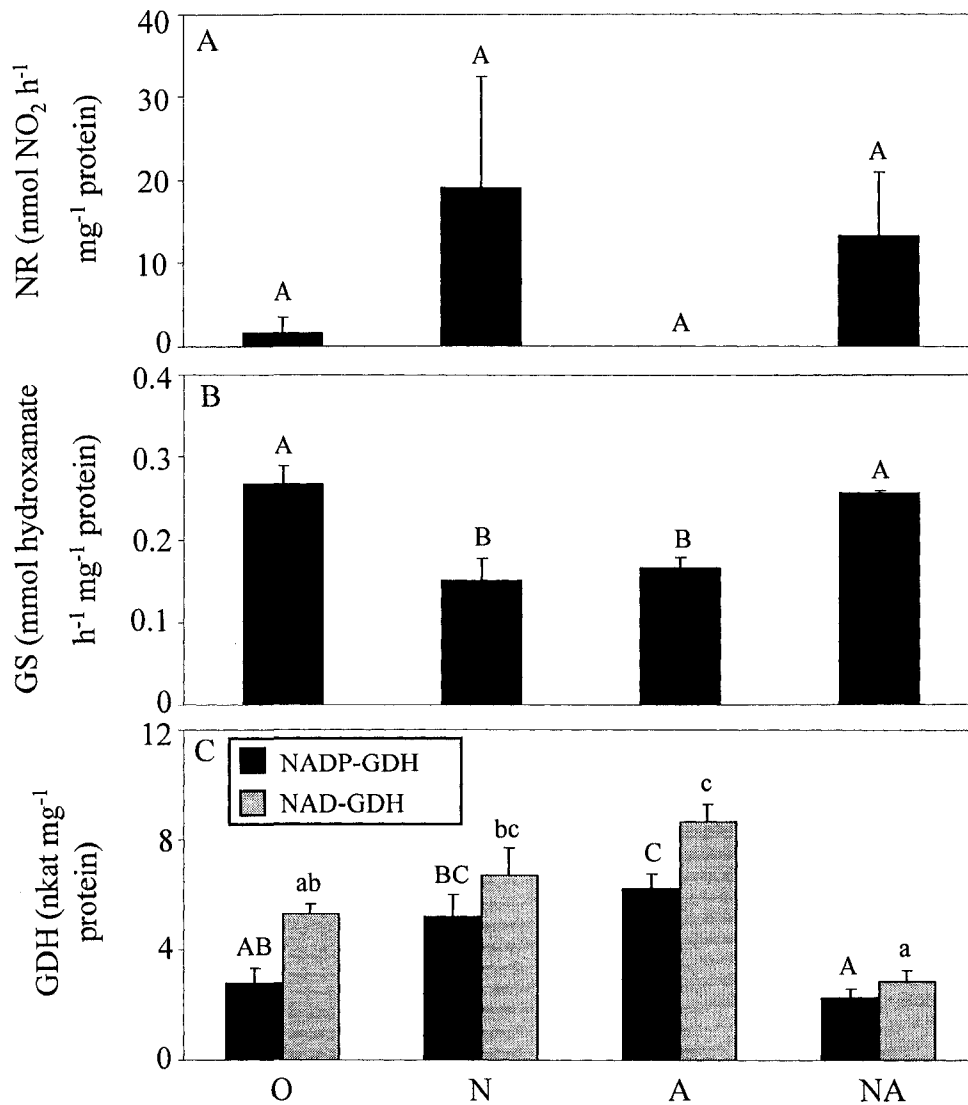 A
NR (nmol NO2 h-1
mg-1 protein)
40
30
20
10
0
A
A
A
A
B
GS (mmol hydroxamate
h-1 mg-1 protein)
0.4
0.3
0.2
0.1
0
A
B
B
A
C
NADP-GDH
NAD-GDH
GDH (nkat mg-1
protein)
12
8
4
0
AB
ab
BC
bc
C
c
A
a
O N A NA